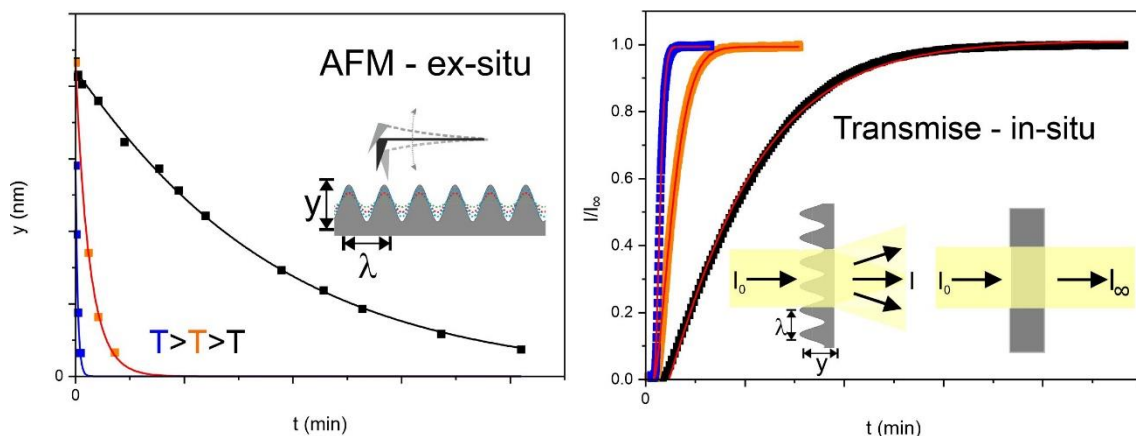 AFM - ex-situ
y (nm)
y
λ
T>T>T
0
0
t (min)
I/I∞
1.0
0.8
0.6
0.4
0.2
0.0
Transmise - in-situ
I₀
I
λ
y
I₀
I∞
0
t (min)